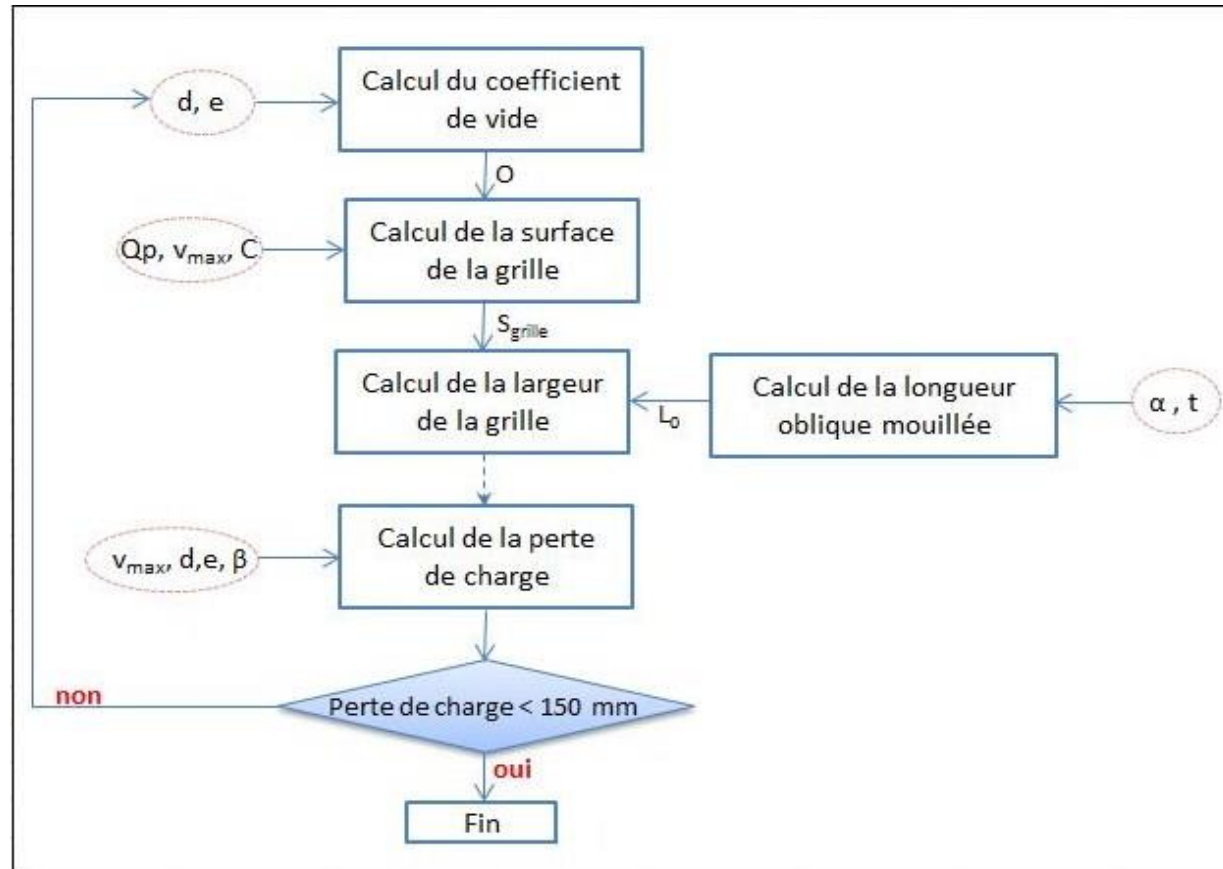 d, e
Calcul du coefficient
de vide
O
Qp, vmax, C
Calcul de la surface
de la grille
Sgrille
Calcul de la largeur
de la grille
L0
Calcul de la longueur
oblique mouillée
α , t
vmax, d,e, β
Calcul de la perte
de charge
non
Perte de charge < 150 mm
oui
Fin